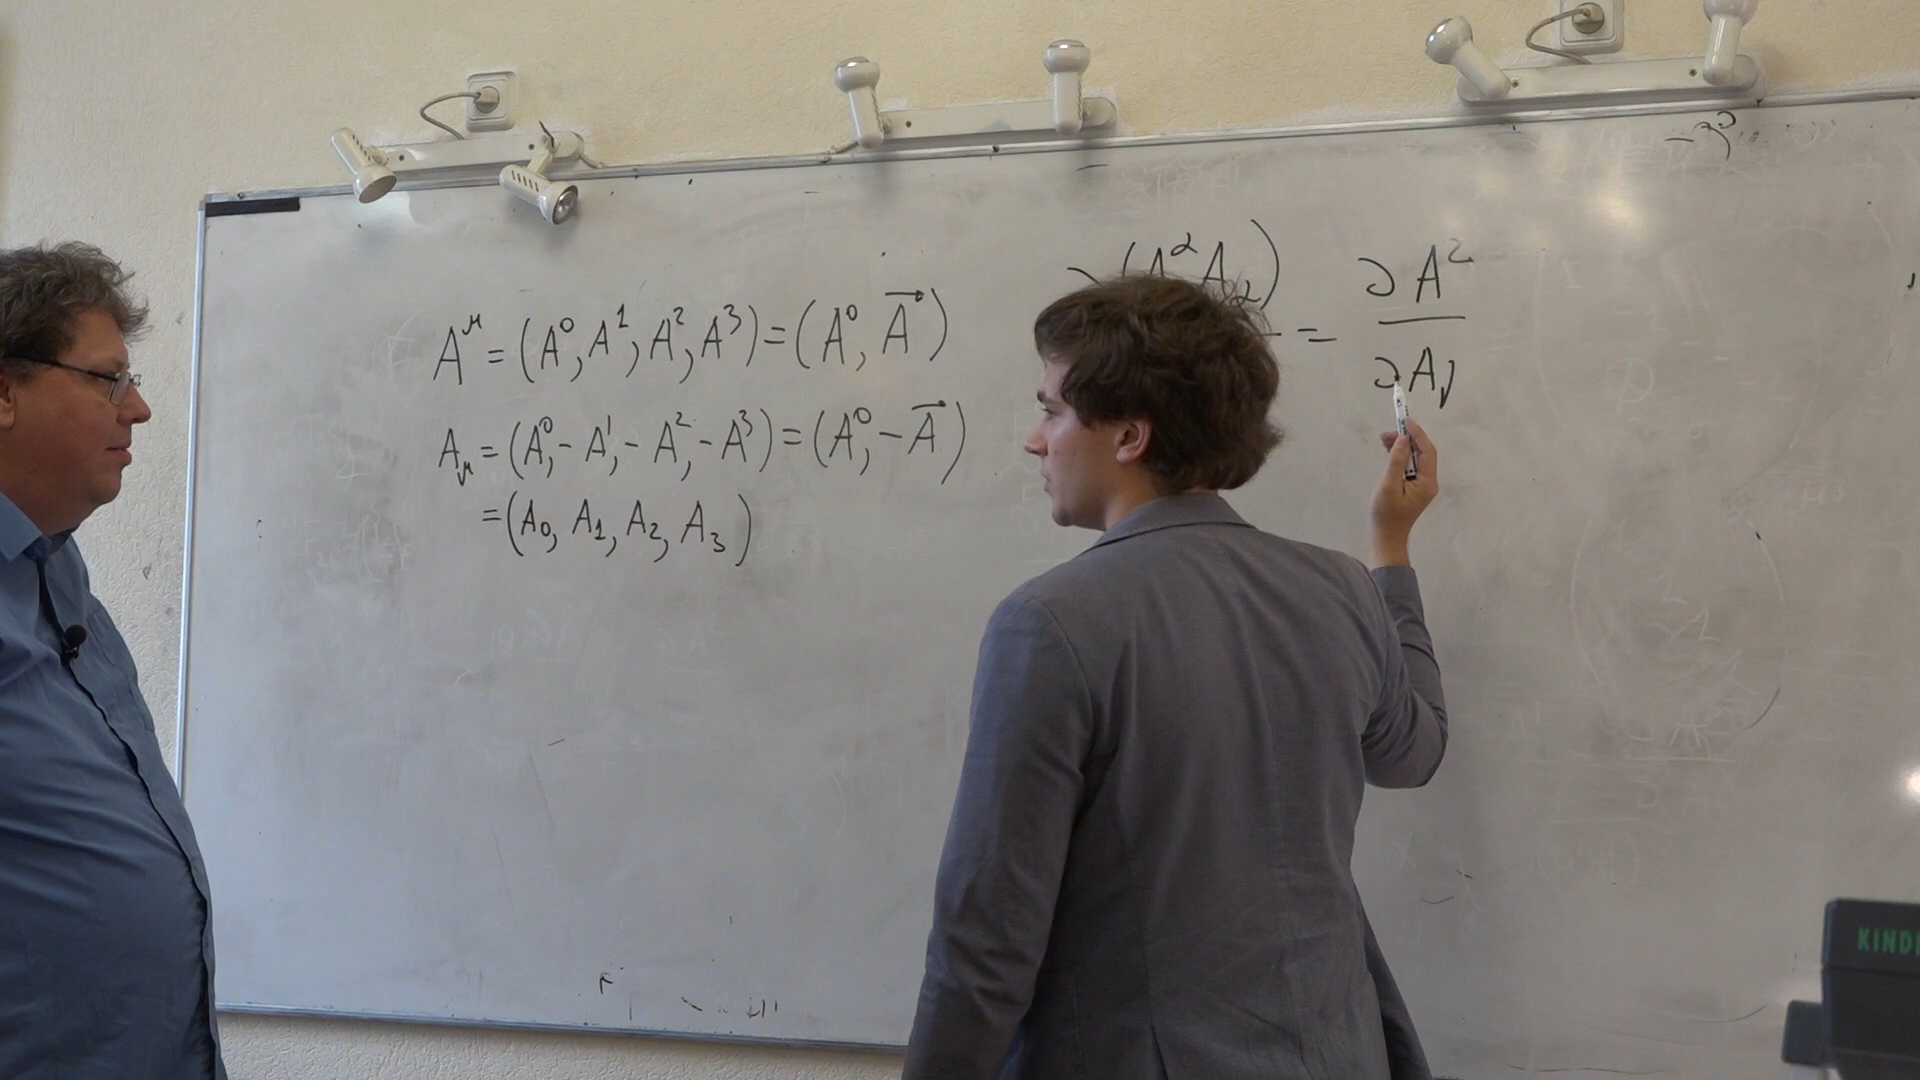 A^μ = (A^0, A^1, A^2, A^3) = (A^0, \vec{A})
A_μ = (A^0, -A^1, -A^2, -A^3) = (A^0, -\vec{A})
= (A_0, A_1, A_2, A_3)
∂(A^α A_α) = ∂A^2
∂A_ν
KIND